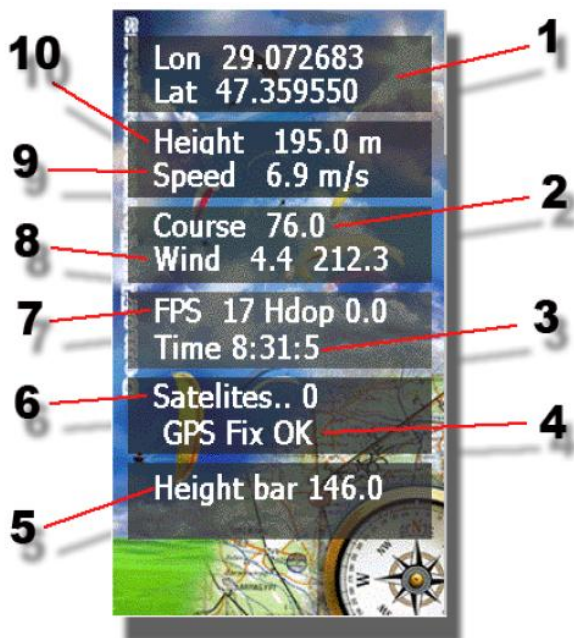 10
1
Lon 29.072683
Lat 47.359550
Height 195.0 m
9
Speed 6.9 m/s
2
Course 76.0
8
Wind 4.4 212.3
7
FPS 17 Hdop 0.0
3
Time 8:31:5
6
Satelites.. 0
4
GPS Fix OK
5
Height bar 146.0
W